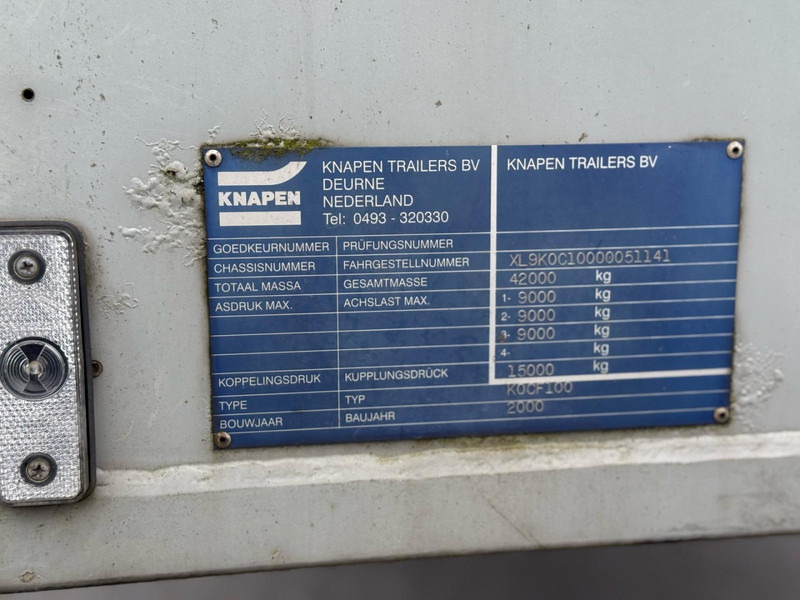 KNAPEN
KNAPEN TRAILERS BV
DEURNE
NEDERLAND
Tel: 0493 - 320330
KNAPEN TRAILERS BV
GOEDKEURNUMMER PRÜFUNGSNUMMER
CHASSISNUMMER FAHRGESTELLNUMMER XL9K0C10000051141
TOTAAL MASSA GESAMTMASSE 42000 kg
ASDRUK MAX. ACHSLAST MAX. 1- 9000 kg
2- 9000 kg
3- 9000 kg
4- kg
KOPPELINGSDRUK KUPPLUNGSDRÜCK 15000 kg
TYPE TYP K0CF100
BOUWJAAR BAUJAHR 2000